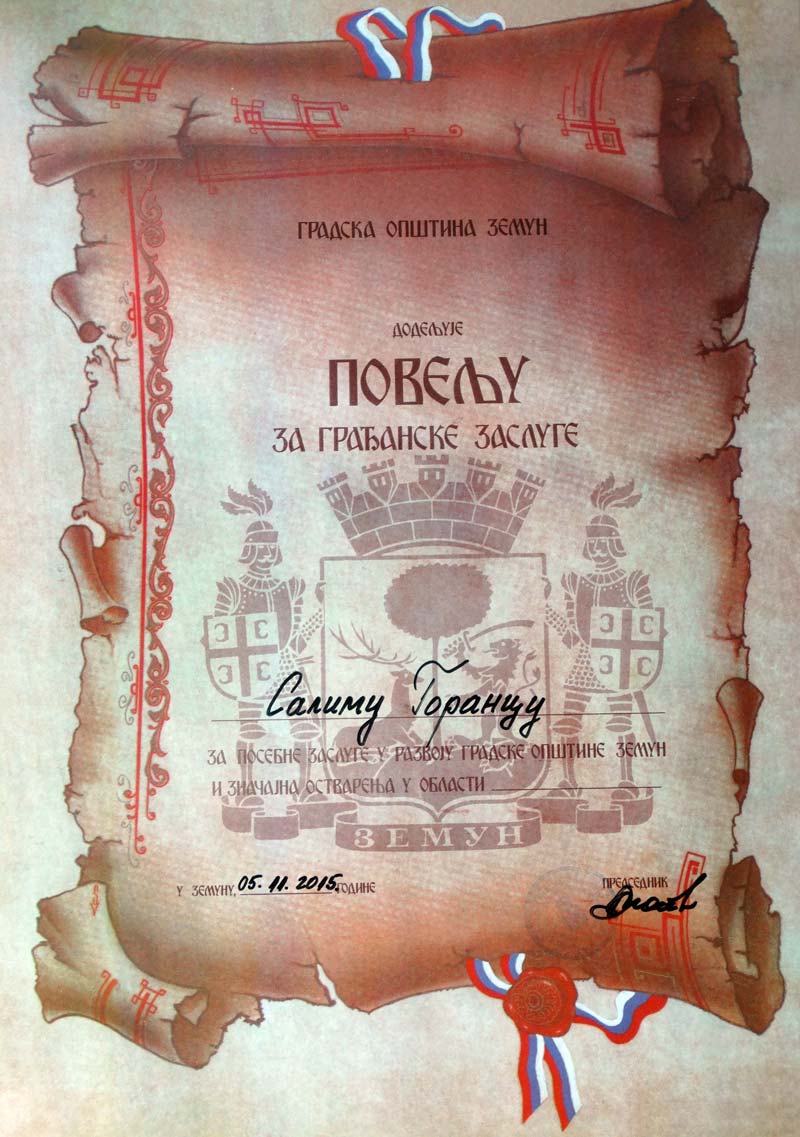 ГРАДСКА ОПШТИНА ЗЕМУН
ДОДЕЉУЈЕ
ПОВЕЉУ
ЗА ГРАЂАНСКЕ ЗАСЛУГЕ
С С
С С
С С
С С
Салиму Горанцу
ЗА ПОСЕБНЕ ЗАСЛУГЕ У РАЗВОЈУ ГРАДСКЕ ОПШТИНЕ ЗЕМУН
И ЗНАЧАЈНА ОСТВАРЕЊА У ОБЛАСТИ
ЗЕМУН
У ЗЕМУНУ, 05.11.2015. ГОДИНЕ
ПРЕДСЕДНИК